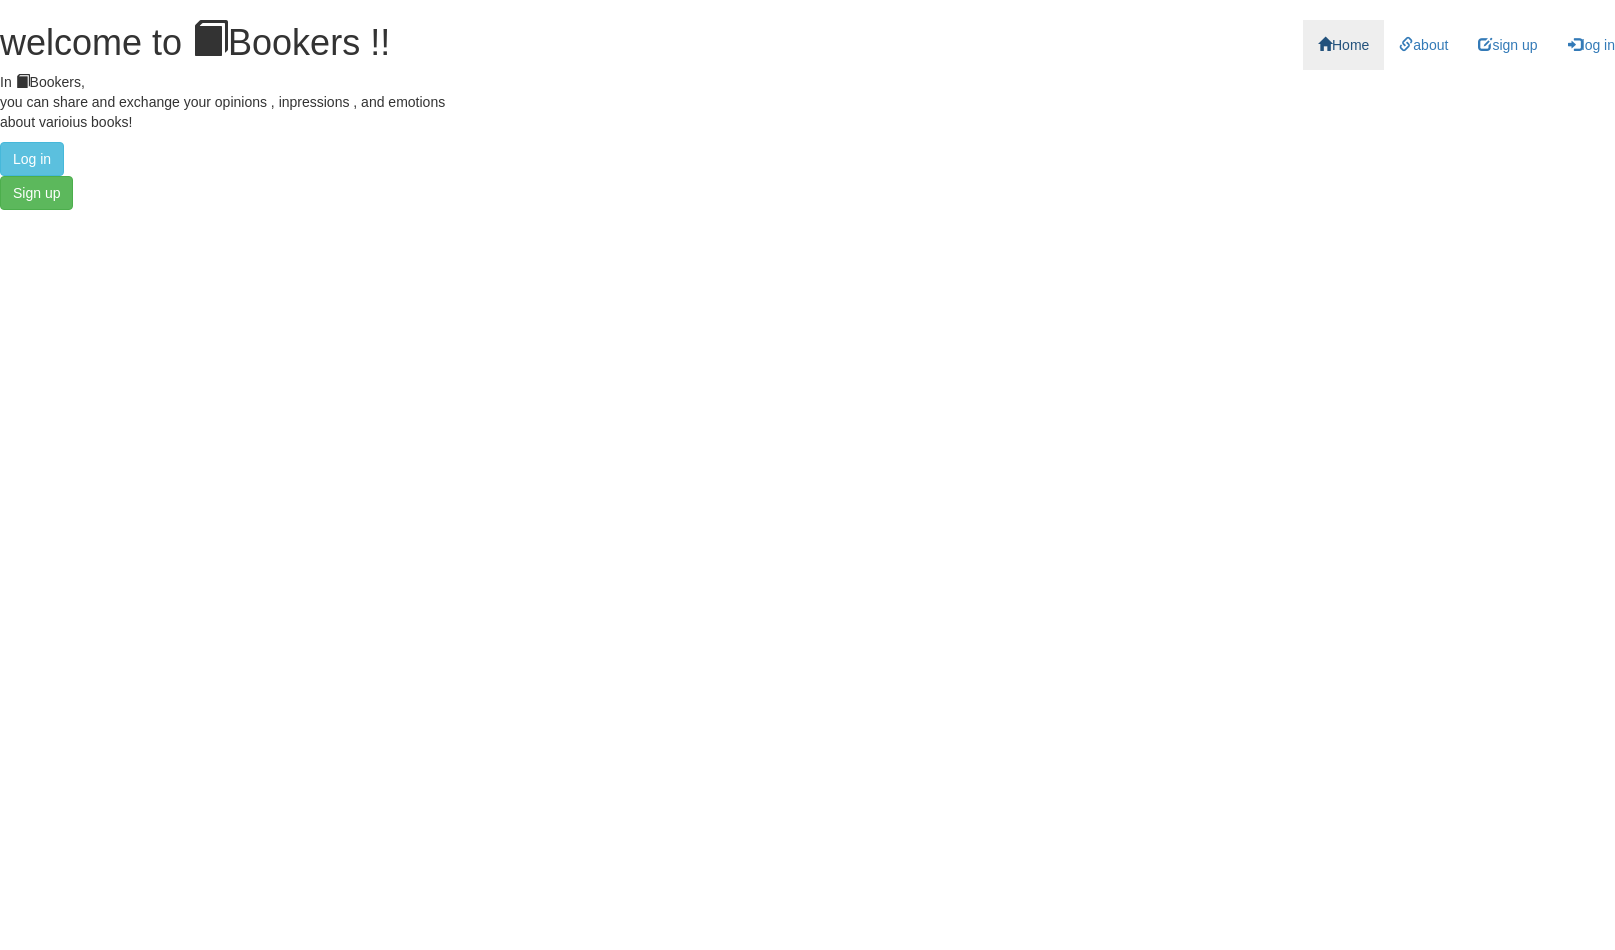 welcome to Bookers !!
Home
about
sign up
log in
In Bookers,
you can share and exchange your opinions , inpressions , and emotions
about varioius books!
Log in
Sign up